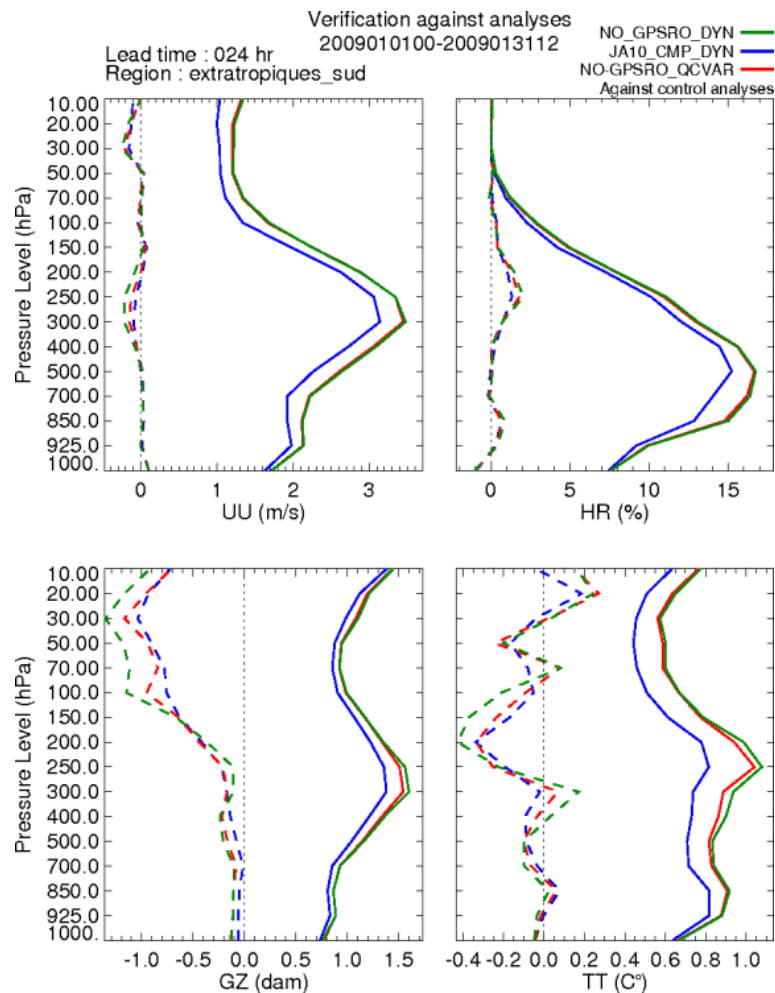 Verification against analyses
2009010100-2009013112
NO_GPSRO_DYN
JA10_CMP_DYN
NO-GPSRO_QCVAR
Against control analyses
Lead time : 024 hr
Region : extratropiques_sud
Pressure Level (hPa)
10.00
20.00
30.00
50.00
70.00
100.0
150.0
200.0
250.0
300.0
400.0
500.0
700.0
850.0
925.0
1000.
0 1 2 3
UU (m/s)
0 5 10 15
HR (%)
Pressure Level (hPa)
10.00
20.00
30.00
50.00
70.00
100.0
150.0
200.0
250.0
300.0
400.0
500.0
700.0
850.0
925.0
1000.
-1.0 -0.5 0.0 0.5 1.0 1.5
GZ (dam)
-0.4 -0.2 0.0 0.2 0.4 0.6 0.8 1.0
TT (C°)